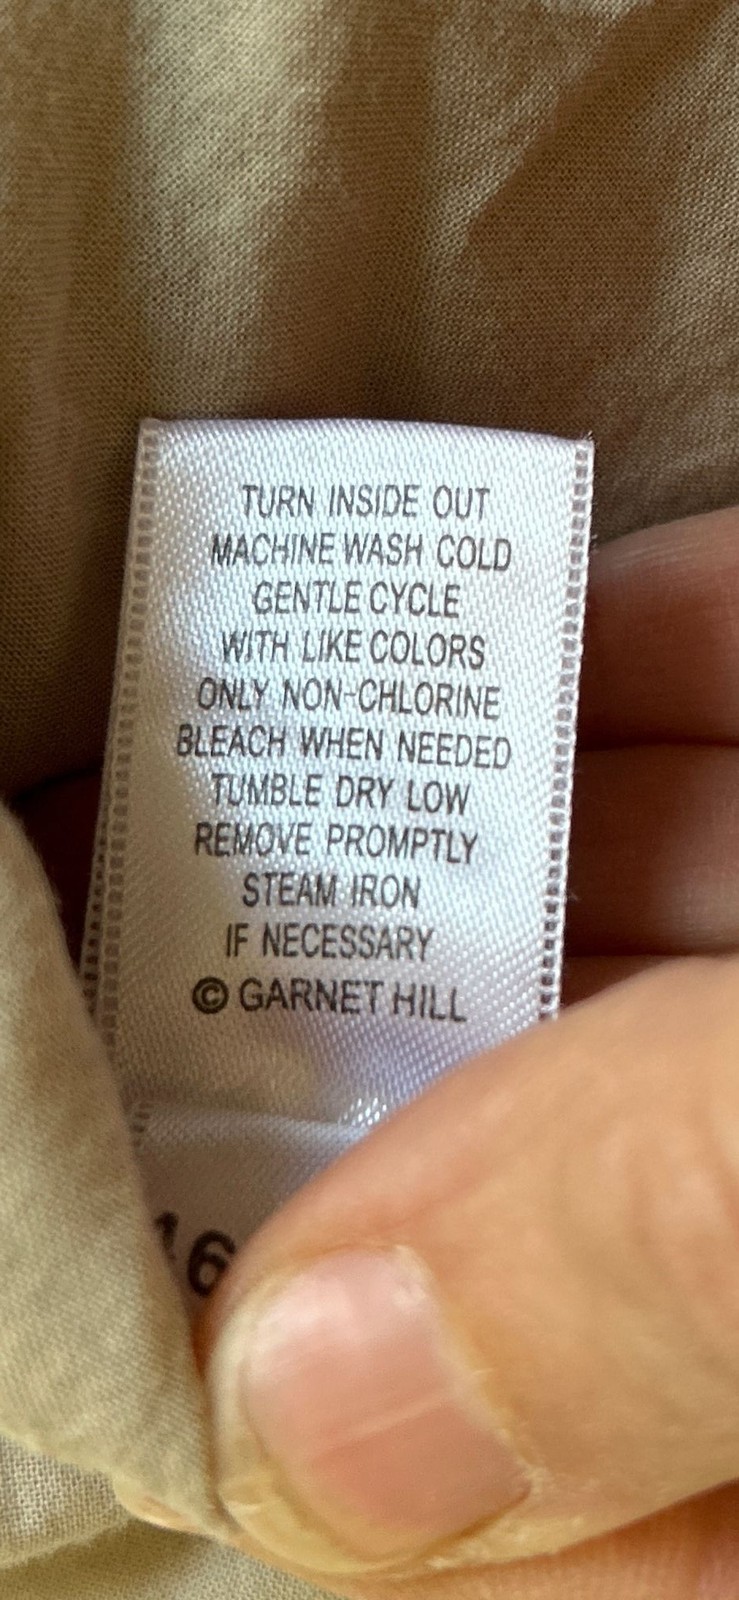 TURN INSIDE OUT
MACHINE WASH COLD
GENTLE CYCLE
WITH LIKE COLORS
ONLY NON-CHLORINE
BLEACH WHEN NEEDED
TUMBLE DRY LOW
REMOVE PROMPTLY
STEAM IRON
IF NECESSARY
© GARNET HILL